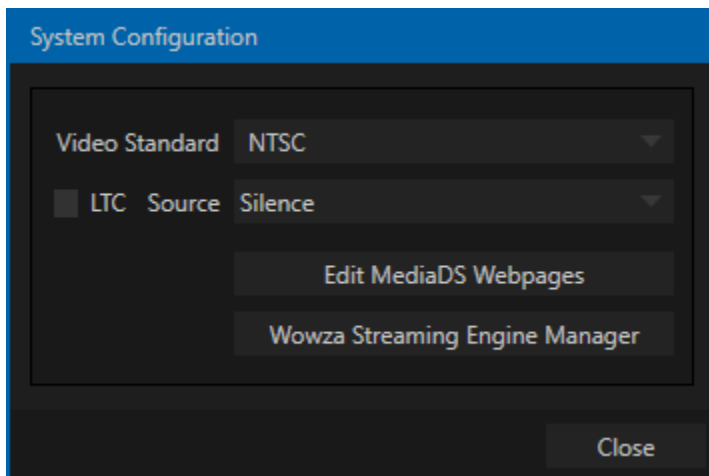 System Configuration
Video Standard NTSC
LTC Source Silence
Edit MediaDS Webpages
Wowza Streaming Engine Manager
Close